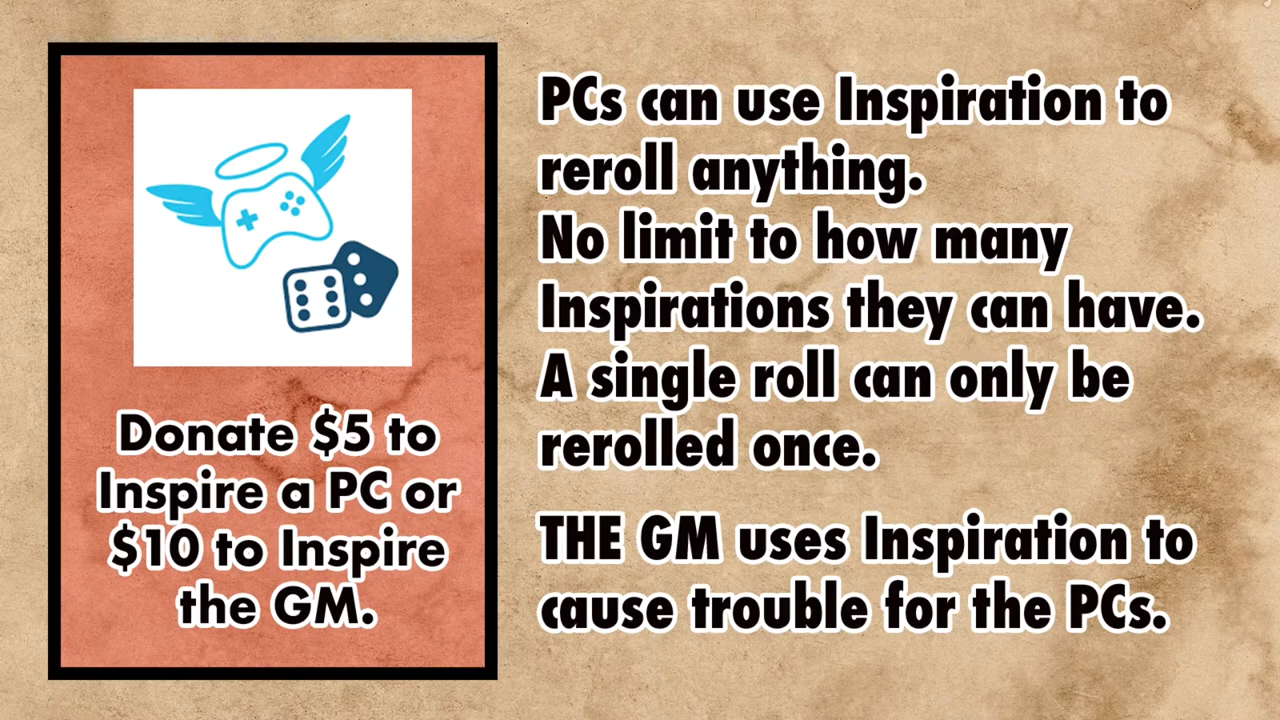 Donate $5 to
Inspire a PC or
$10 to Inspire
the GM.
PCs can use Inspiration to
reroll anything.
No limit to how many
Inspirations they can have.
A single roll can only be
rerolled once.
THE GM uses Inspiration to
cause trouble for the PCs.